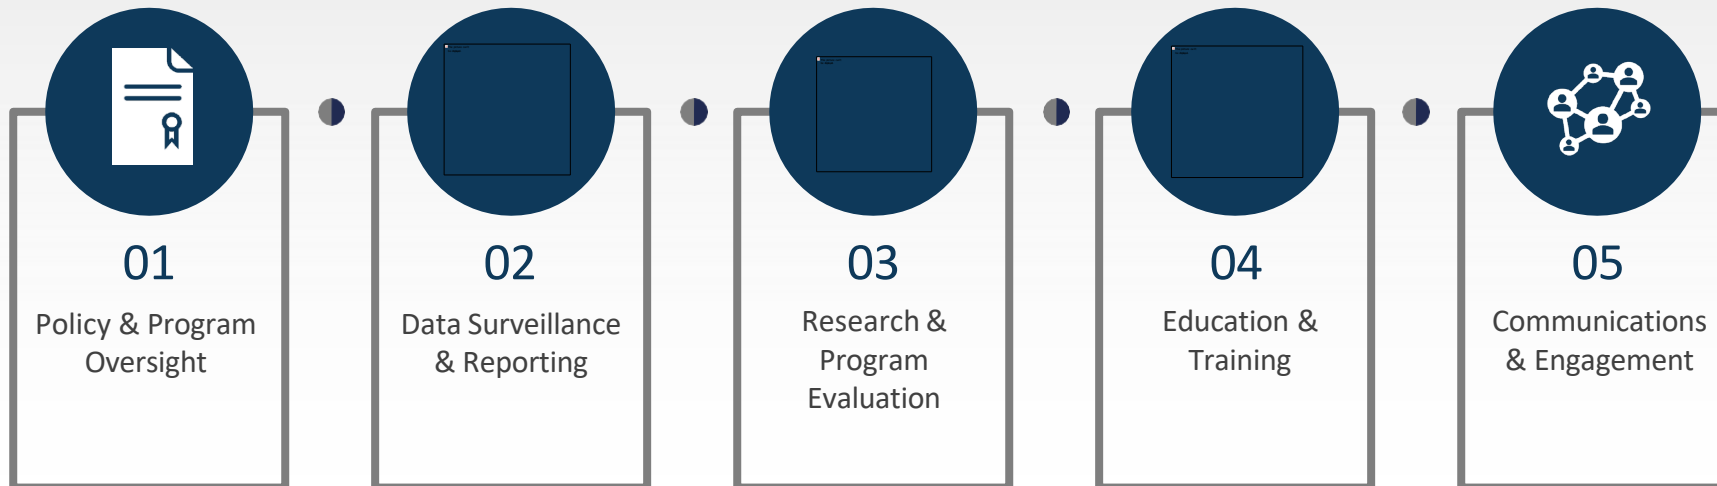 01
Policy & Program
Oversight
02
Data Surveillance
& Reporting
03
Research &
Program
Evaluation
04
Education &
Training
05
Communications
& Engagement